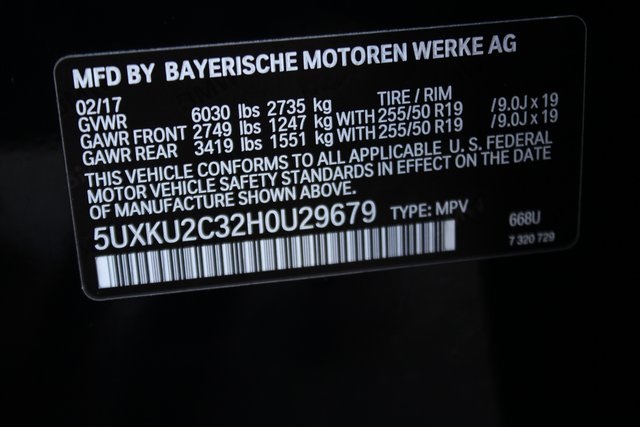 MFD BY BAYERISCHE MOTOREN WERKE AG
02/17 TIRE / RIM
GVWR 6030 lbs 2735 kg
GAWR FRONT 2749 lbs 1247 kg WITH 255/50 R19 /9.0J x 19
GAWR REAR 3419 lbs 1551 kg WITH 255/50 R19 /9.0J x 19
THIS VEHICLE CONFORMS TO ALL APPLICABLE U.S. FEDERAL
MOTOR VEHICLE SAFETY STANDARDS IN EFFECT ON THE DATE
OF MANUFACTURE SHOWN ABOVE.
5UXKU2C32H0U29679 TYPE: MPV 668U
7 320 729